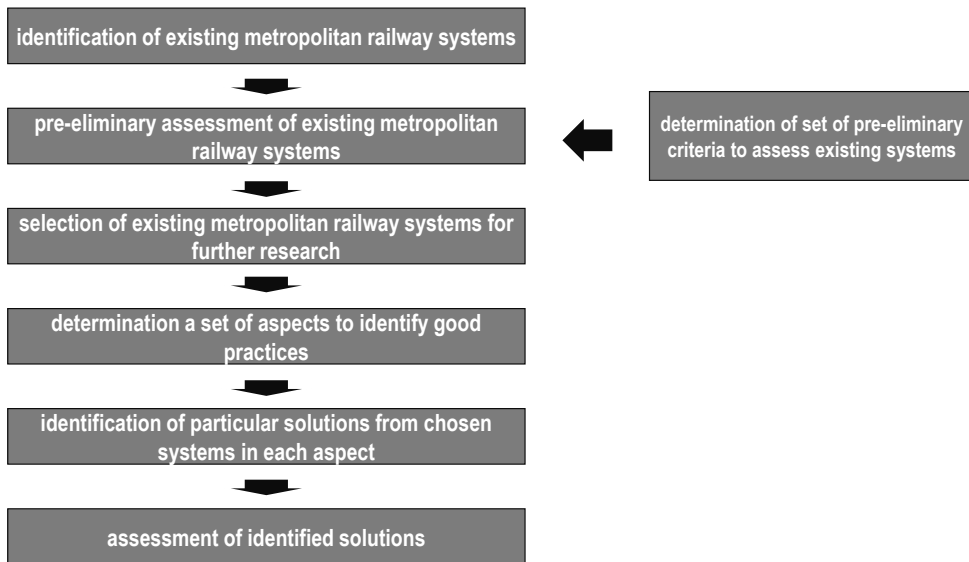 identification of existing metropolitan railway systems
pre-eliminary assessment of existing metropolitan
railway systems
determination of set of pre-eliminary
criteria to assess existing systems
selection of existing metropolitan railway systems for
further research
determination a set of aspects to identify good
practices
identification of particular solutions from chosen
systems in each aspect
assessment of identified solutions